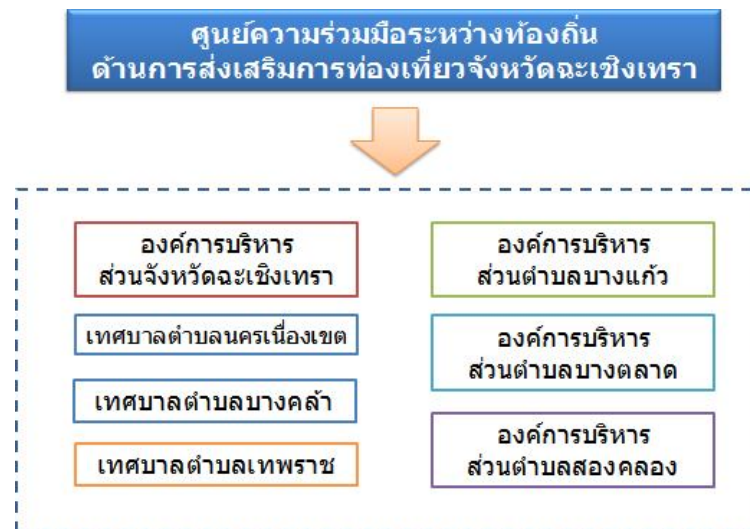 ศูนย์ความร่วมมือระหว่างท้องถิ่น
ด้านการส่งเสริมการท่องเที่ยวจังหวัดฉะเชิงเทรา
องค์การบริหาร
ส่วนจังหวัดฉะเชิงเทรา
เทศบาลตำบลนครเนื่องเขต
เทศบาลตำบลบางคล้า
เทศบาลตำบลเทพราช
องค์การบริหาร
ส่วนตำบลบางแก้ว
องค์การบริหาร
ส่วนตำบลบางตลาด
องค์การบริหาร
ส่วนตำบลสองคลอง